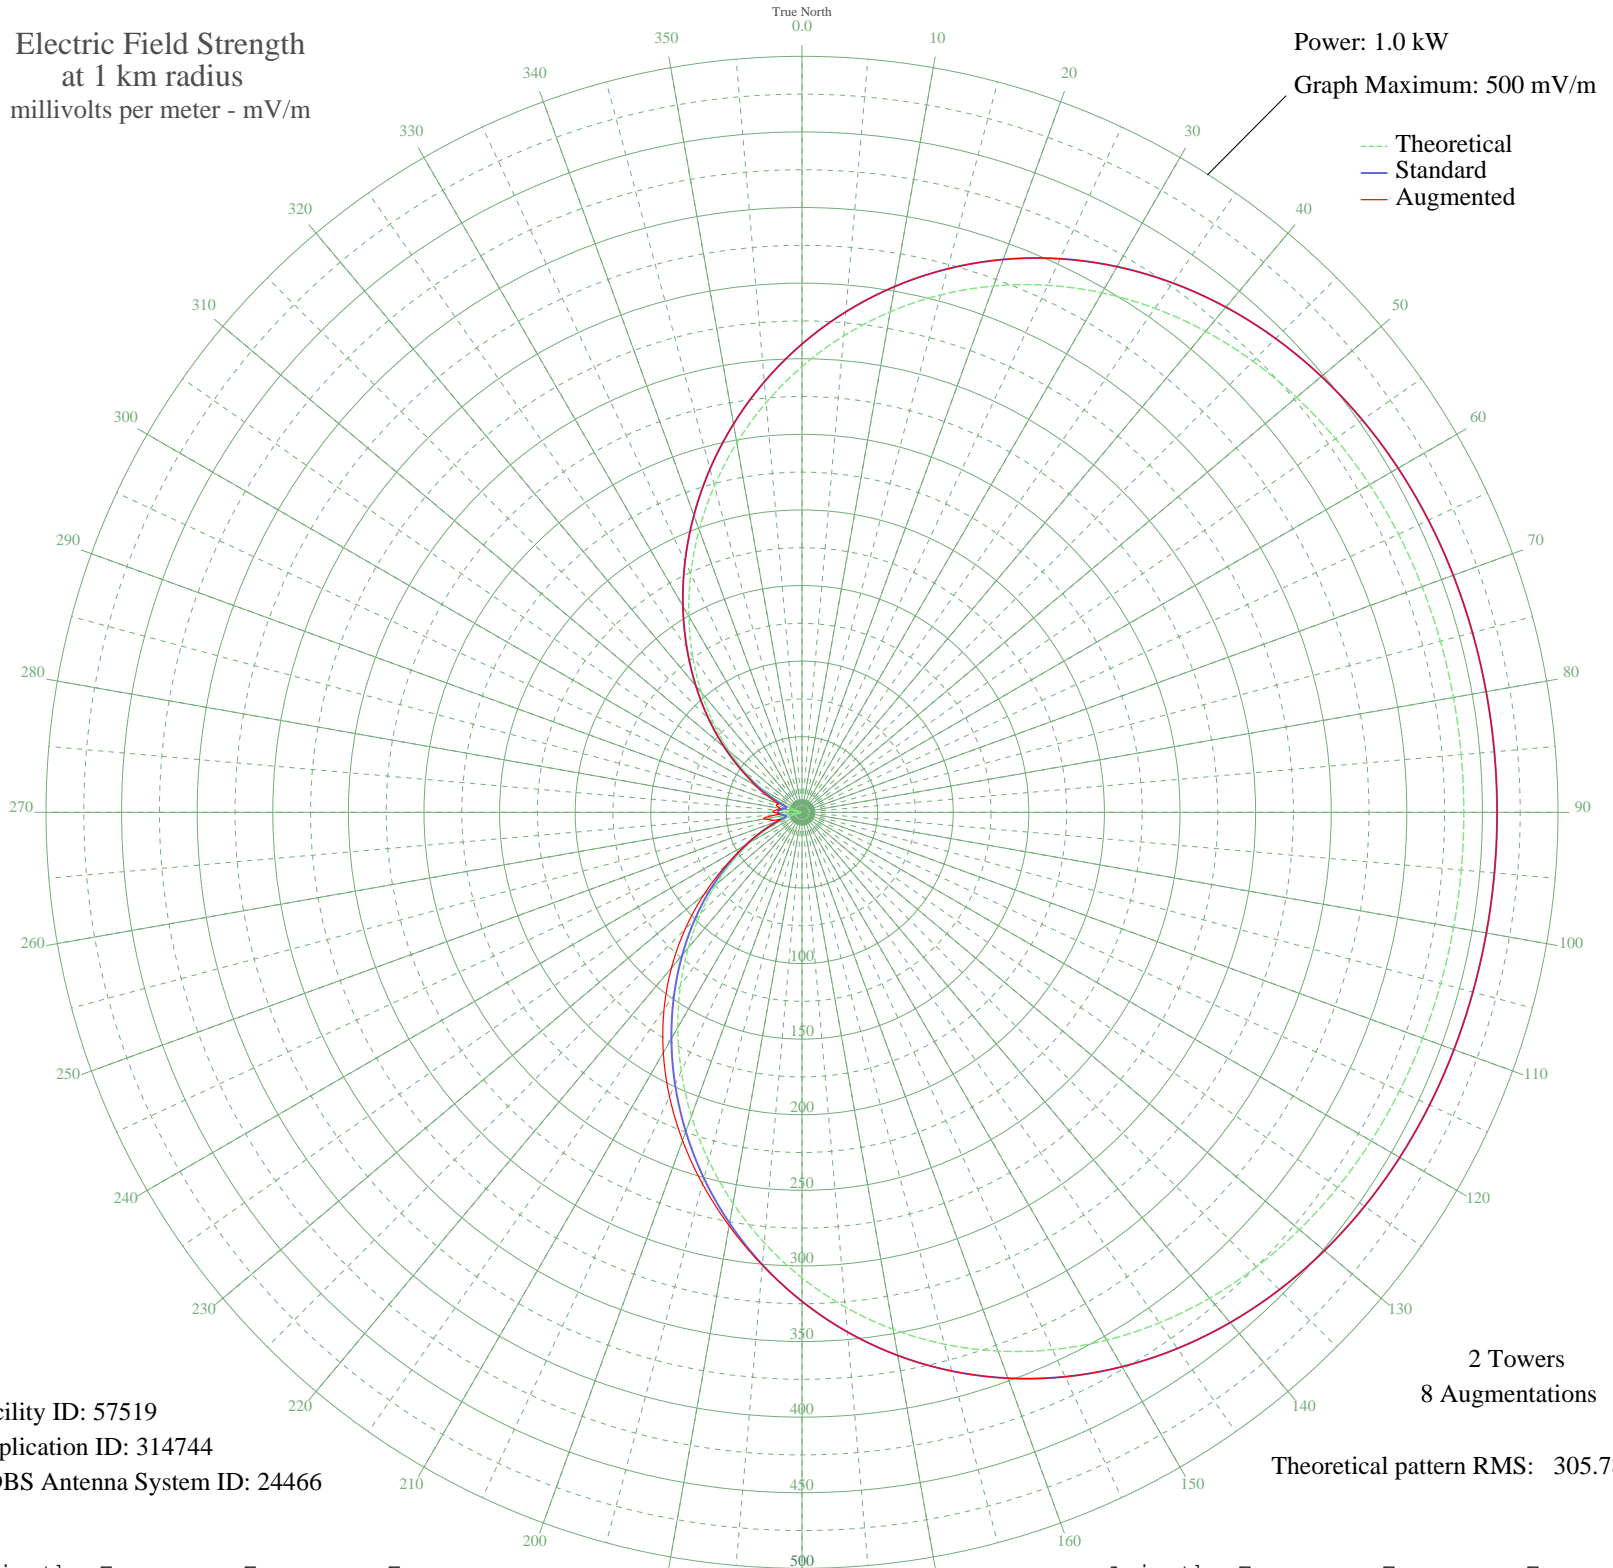 True North
0.0
Electric Field Strength
at 1 km radius
millivolts per meter - mV/m
Power: 1.0 kW
Graph Maximum: 500 mV/m
Theoretical
Standard
Augmented
350
10
340
20
330
30
320
40
310
50
300
60
290
70
280
80
270
90
260
100
250
110
240
120
230
130
220
140
210
150
200
160
100
150
200
250
300
350
400
450
500
2 Towers
8 Augmentations
cility ID: 57519
plication ID: 314744
DBS Antenna System ID: 24466
Theoretical pattern RMS: 305.7